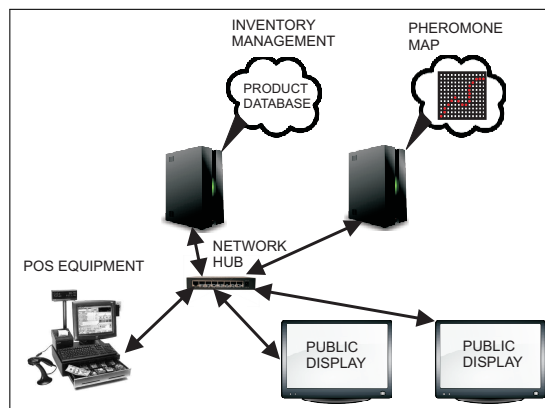 INVENTORY
MANAGEMENT
PHEROMONE
MAP
PRODUCT
DATABASE
NETWORK
HUB
POS EQUIPMENT
PUBLIC
DISPLAY
PUBLIC
DISPLAY